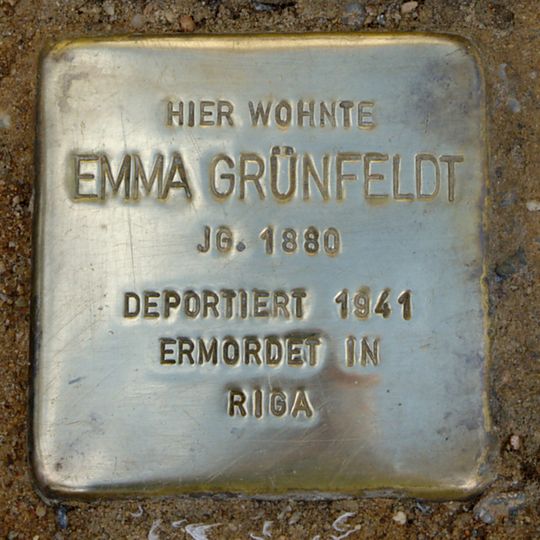 HIER WOHNTE
EMMA GRÜNFELDT
JG. 1880
DEPORTIERT 1941
ERMORDET IN
RIGA